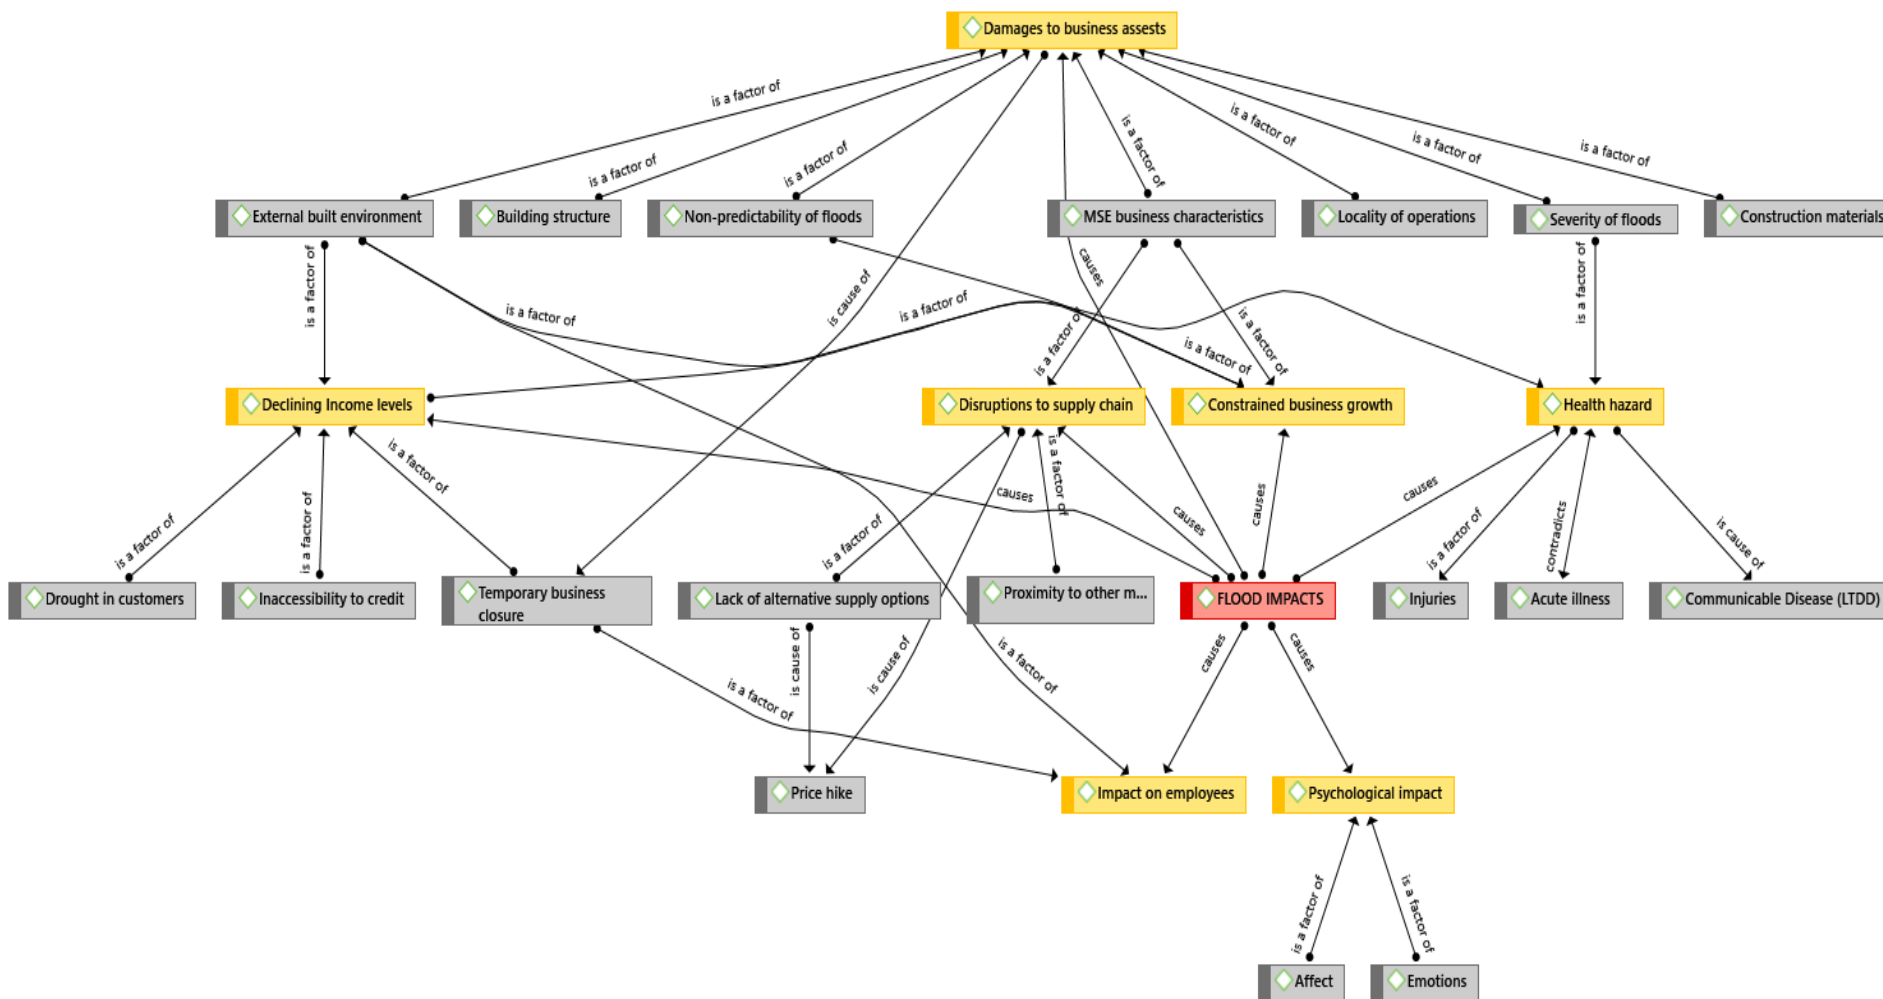 Damages to business assests
is a factor of
is a factor of
is a factor of
is a factor of
is a factor of
is a factor of
is a factor of
External built environment
Building structure
Non-predictability of floods
MSE business characteristics
Locality of operations
Severity of floods
Construction materials
is a factor of
is a factor of
is cause of
is a factor of
causes
is a factor of
is a factor of
is a factor of
is a factor of
Declining Income levels
Disruptions to supply chain
Constrained business growth
Health hazard
is a factor of
is a factor of
is a factor of
is a factor of
is a factor of
causes
causes
causes
causes
is a factor of
contradicts
is cause of
Drought in customers
Inaccessibility to credit
Temporary business
closure
Lack of alternative supply options
Proximity to other m...
FLOOD IMPACTS
Injuries
Acute illness
Communicable Disease (LTDD)
is a factor of
is cause of
is cause of
is a factor of
causes
causes
Price hike
Impact on employees
Psychological impact
is a factor of
is a factor of
Affect
Emotions